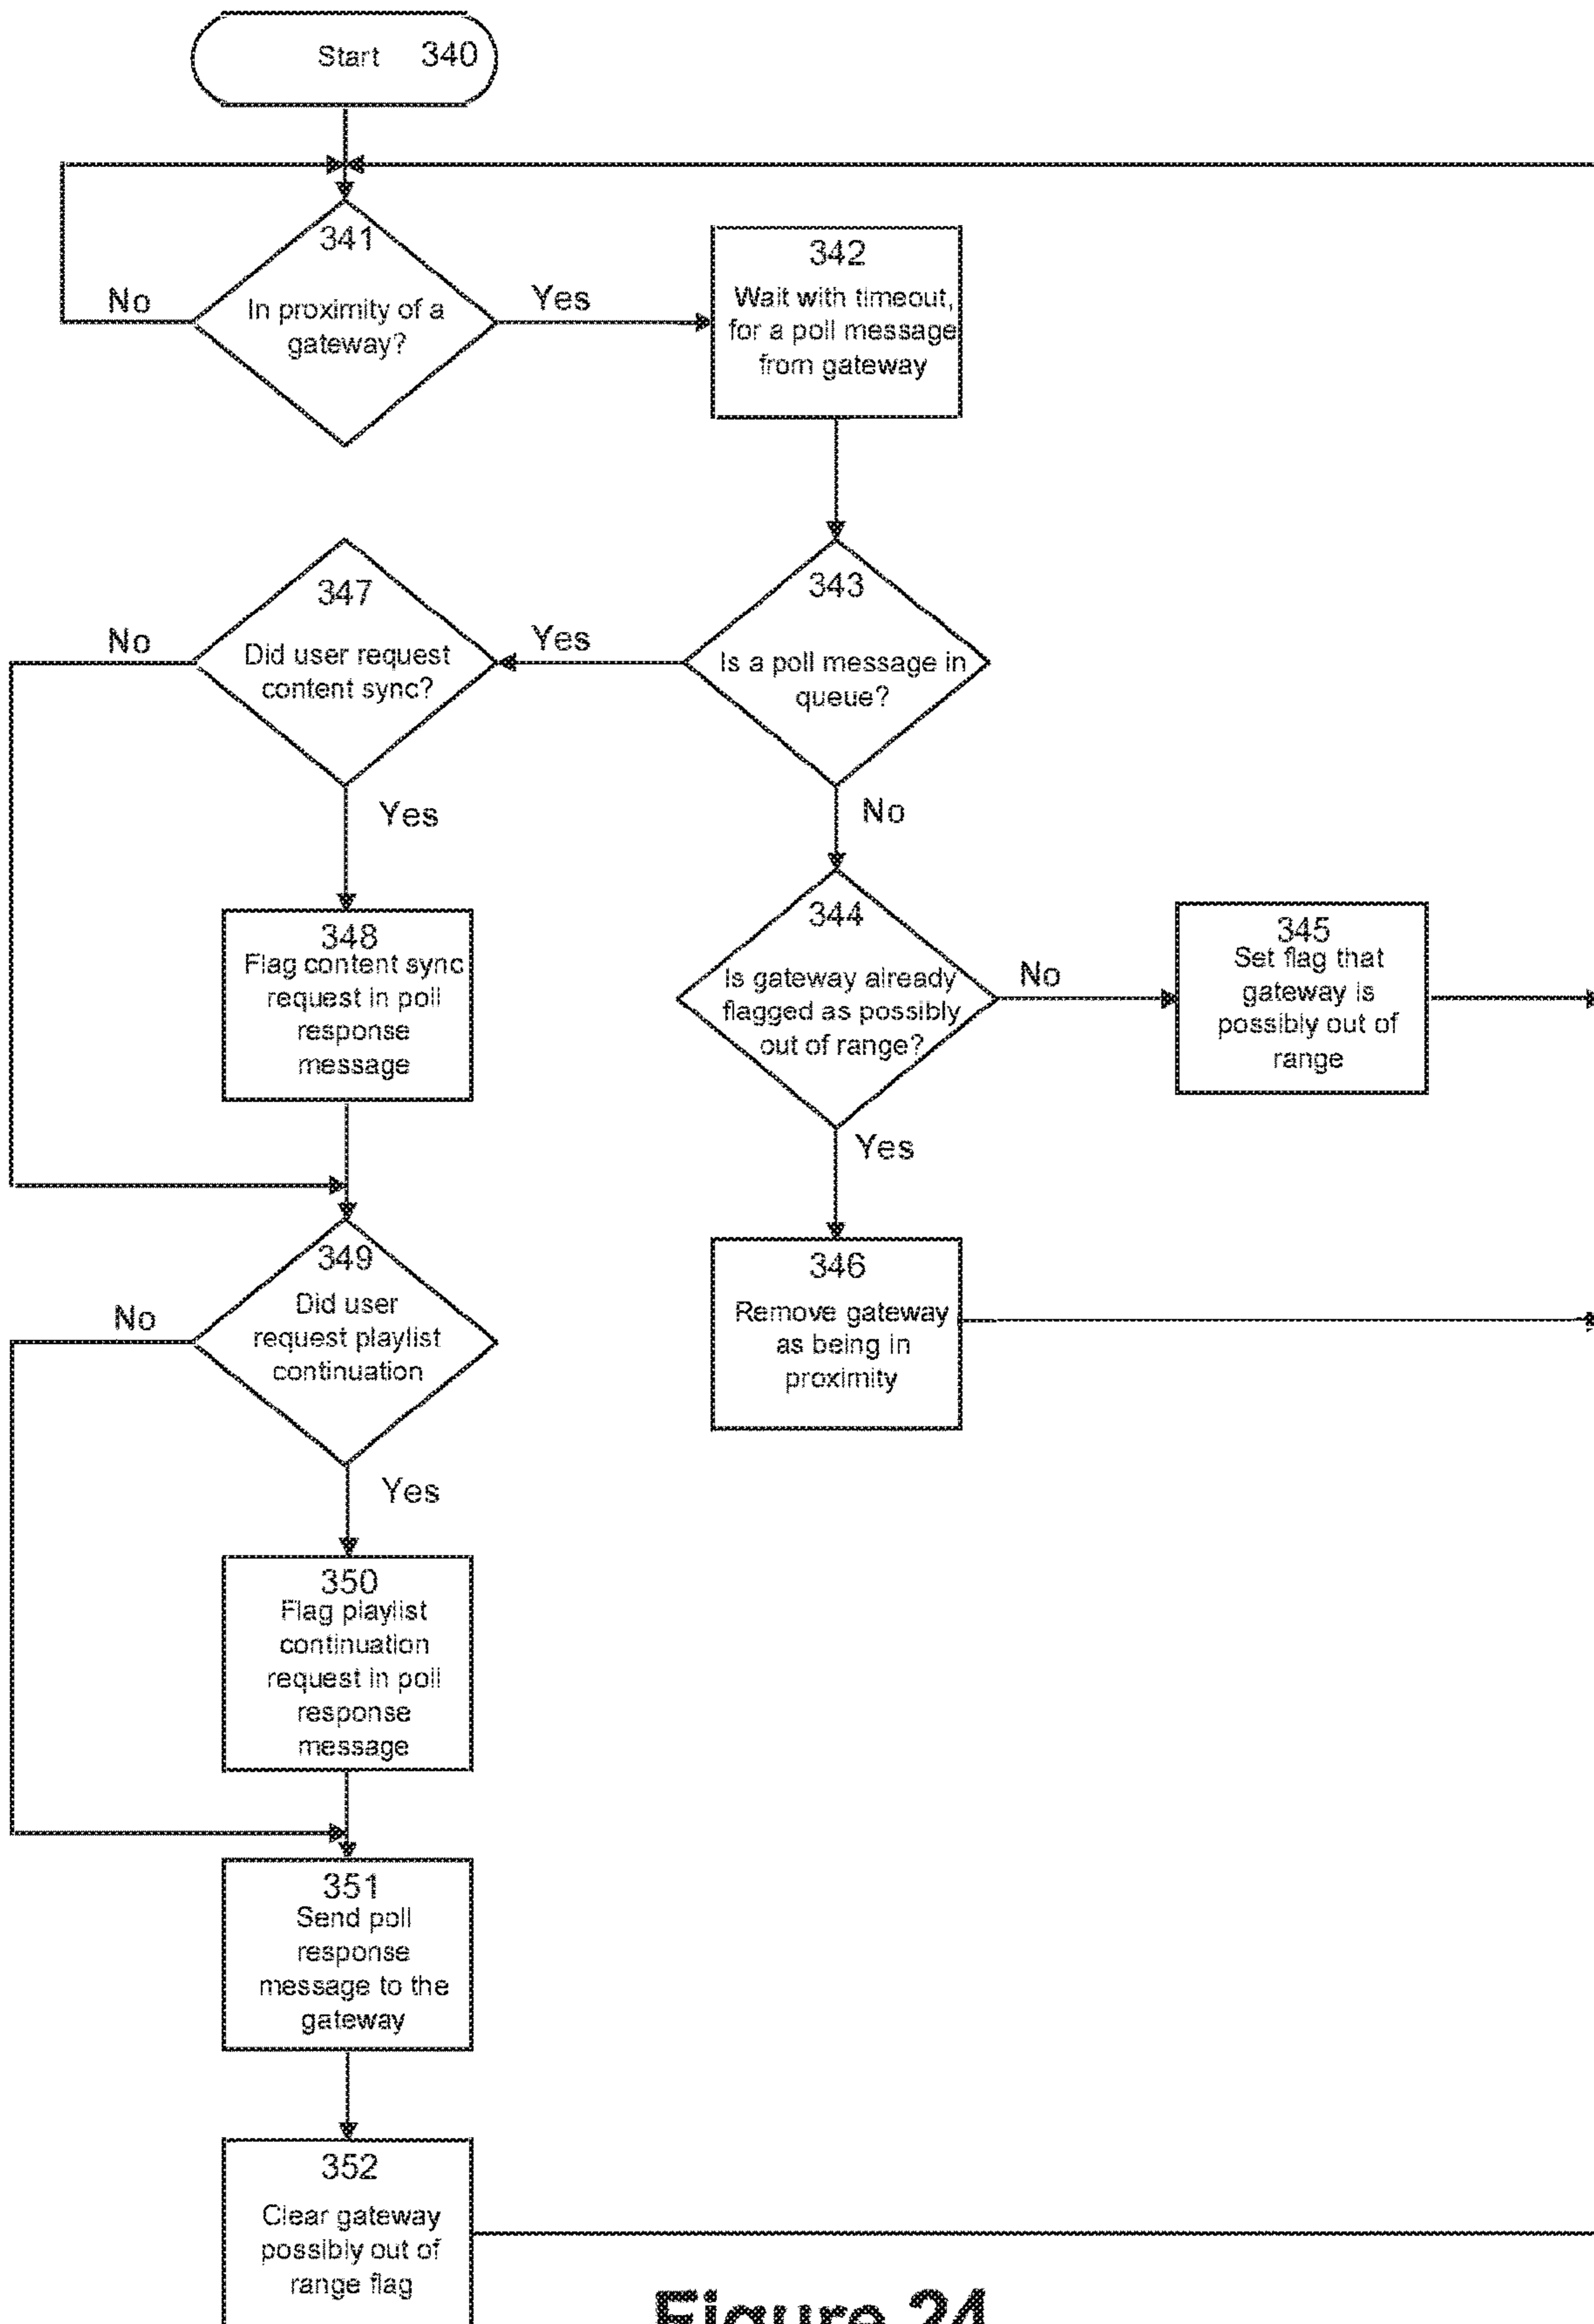 Start 340
341
In proximity of a
gateway?
No
Yes
342
Wait with timeout,
for a poll message
from gateway
343
Is a poll message in
queue?
Yes
No
347
Did user request
content sync?
No
Yes
344
Is gateway already
flagged as possibly
out of range?
No
Yes
345
Set flag that
gateway is
possibly out of
range
348
Flag content sync
request in poll
response
message
346
Remove gateway
as being in
proximity
349
Did user
request playlist
continuation
No
Yes
350
Flag playlist
continuation
request in poll
response
message
351
Send poll
response
message to the
gateway
352
Clear gateway
possibly out of
range flag
Figure 24